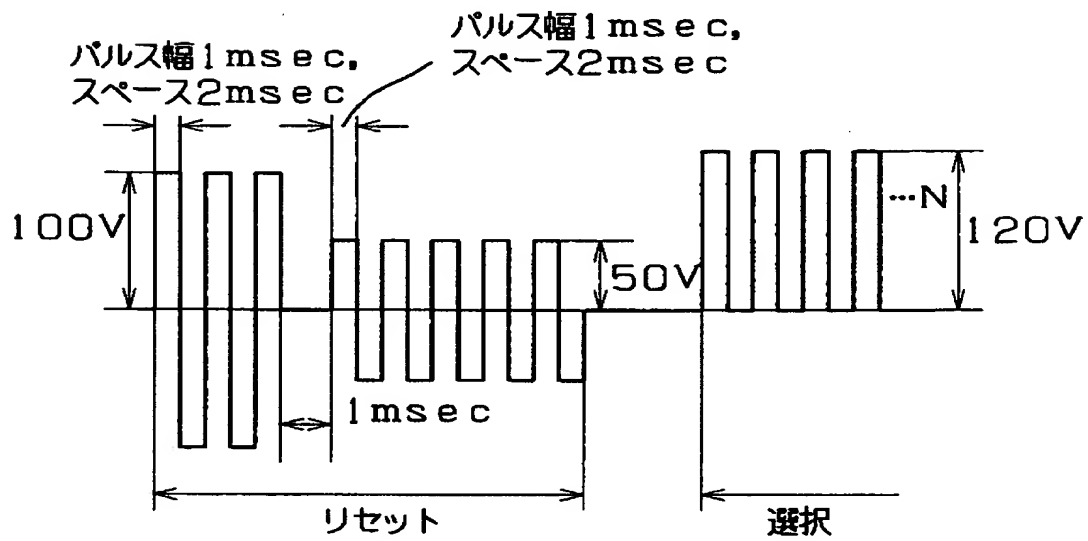 パルス幅1msec,
スペース2msec
パルス幅1msec,
スペース2msec
100V
50V
…N
120V
1msec
リセット
選択